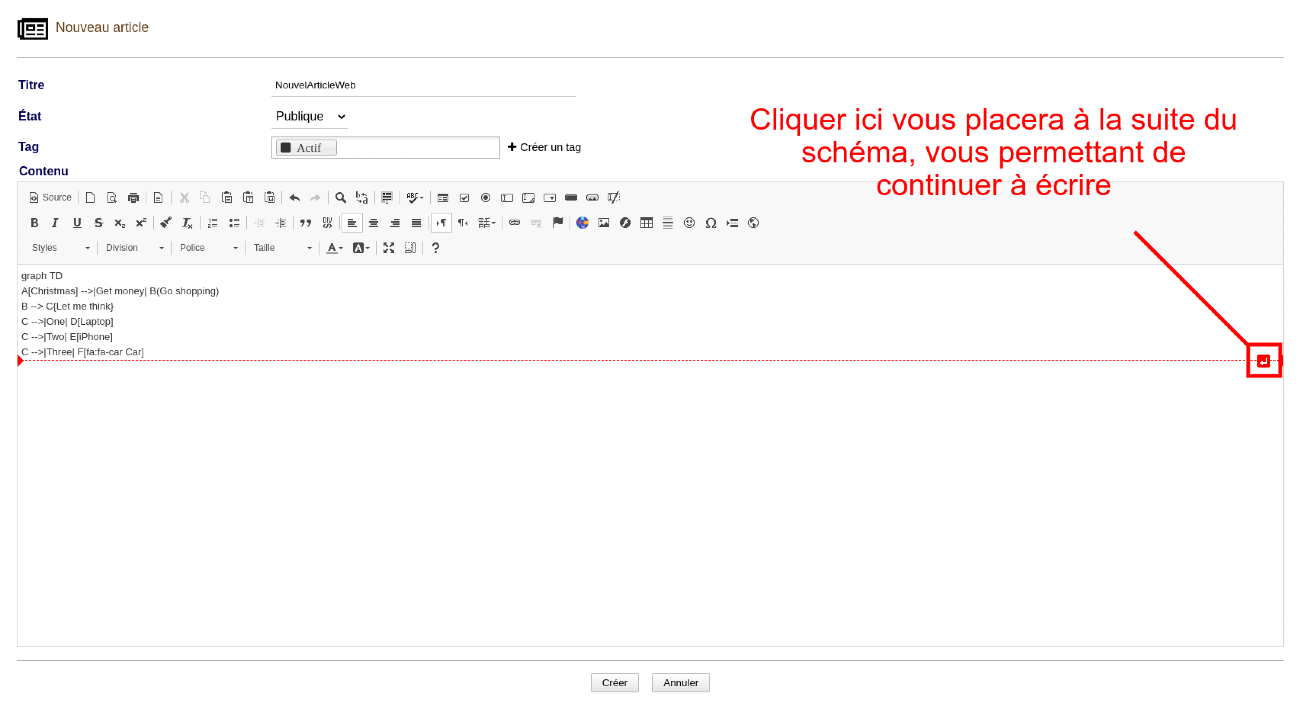 Nouveau article
Titre
NouvelArticleWeb
État
Publique
Cliquer ici vous placera à la suite du
schéma, vous permettant de
continuer à écrire
Tag
Actif
Créer un tag
Contenu
Source
Styles Division Police Taille
graph TD
A[Christmas] -->|Get money| B(Go shopping)
B --> C{Let me think}
C -->|One| D[Laptop]
C -->|Two| E[iPhone]
C -->|Three| F[fa:fa-car Car]
Créer Annuler